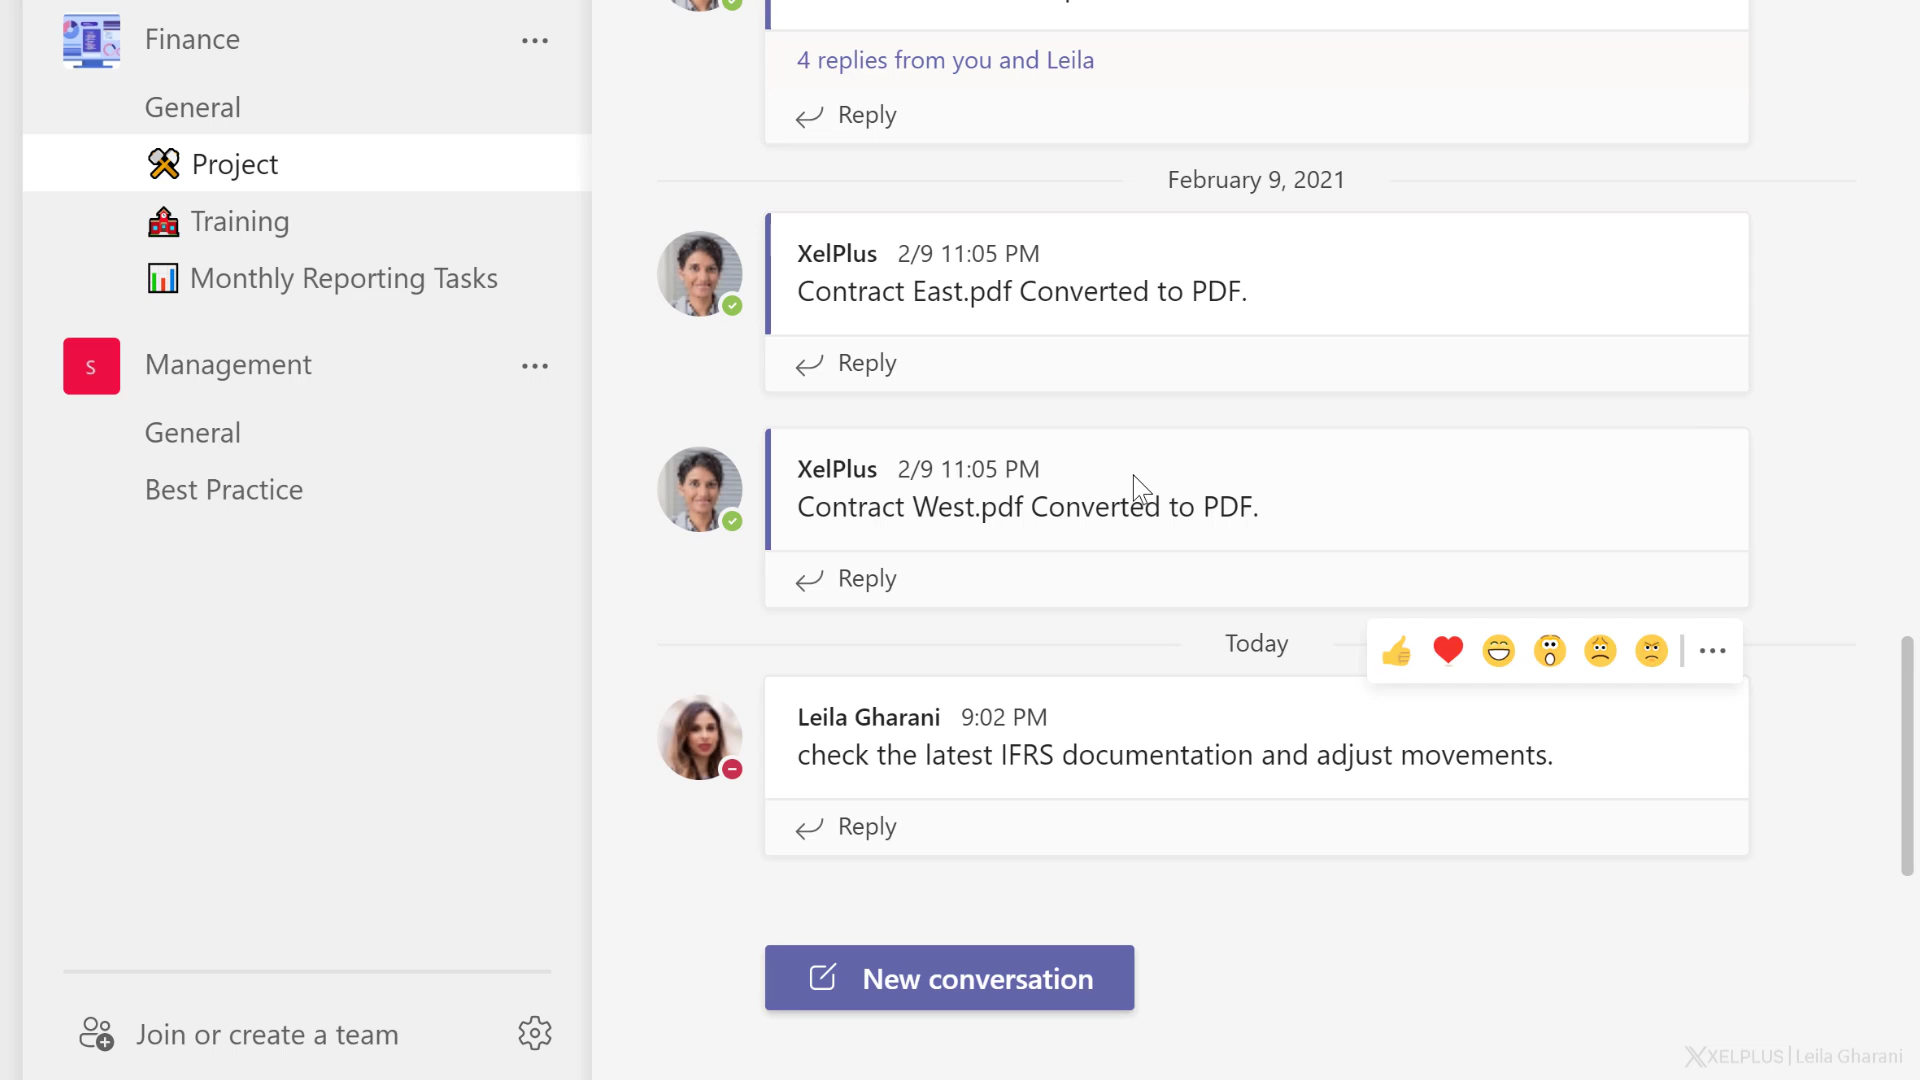 Finance
General
Project
Training
Monthly Reporting Tasks
S
Management
General
Best Practice
Join or create a team
4 replies from you and Leila
Reply
February 9, 2021
XelPlus 2/9 11:05 PM
Contract East.pdf Converted to PDF.
Reply
XelPlus 2/9 11:05 PM
Contract West.pdf Converted to PDF.
Reply
Today
Leila Gharani 9:02 PM
check the latest IFRS documentation and adjust movements.
Reply
New conversation
XELPLUS | Leila Gharani